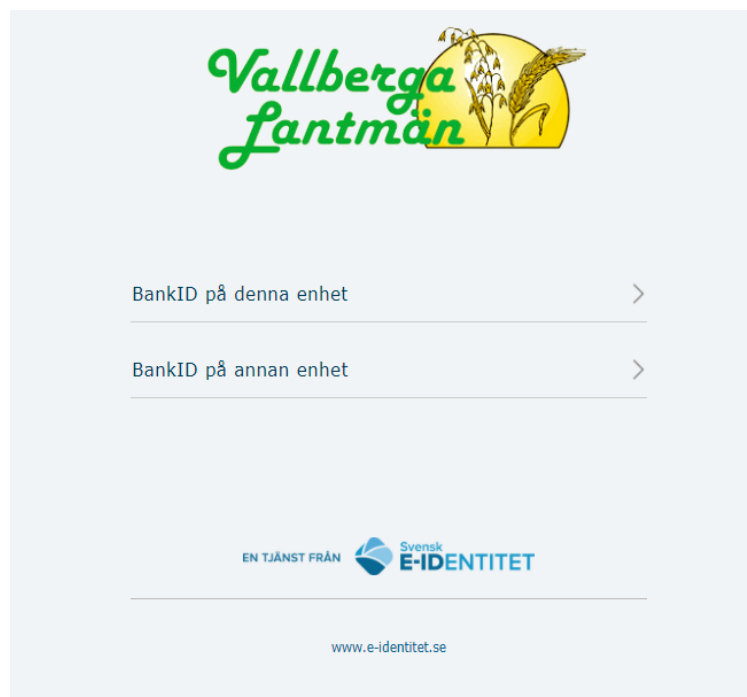 Vallberga
Lantmän
BankID på denna enhet
BankID på annan enhet
EN TJÄNST FRÅN
Svensk
E-IDENTITET
www.e-identitet.se